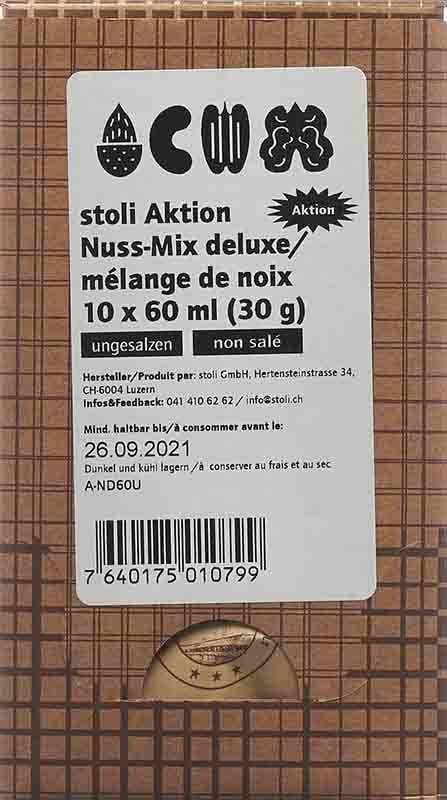 stoli Aktion
Aktion
Nuss-Mix deluxe/
mélange de noix
10 x 60 ml (30 g)
ungesalzen non salé
Hersteller/Produit par: stoli GmbH, Hertensteinstrasse 34,
CH-6004 Luzern
Infos&Feedback: 041 410 62 62 / info@stoli.ch
Mind. haltbar bis/à consommer avant le:
26.09.2021
Dunkel und kühl lagern /à conserver au frais et au sec
A-ND60U
7 640175 010799